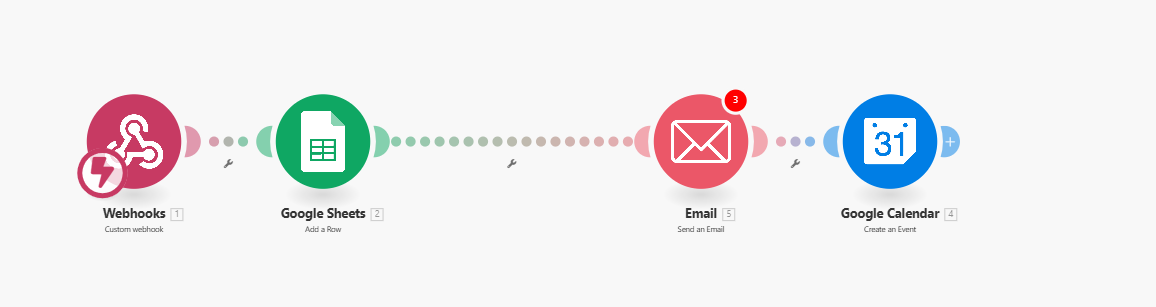 3
31
Webhooks 1
Custom webhook
Google Sheets 2
Add a Row
Email 5
Send an Email
Google Calendar 4
Create an Event